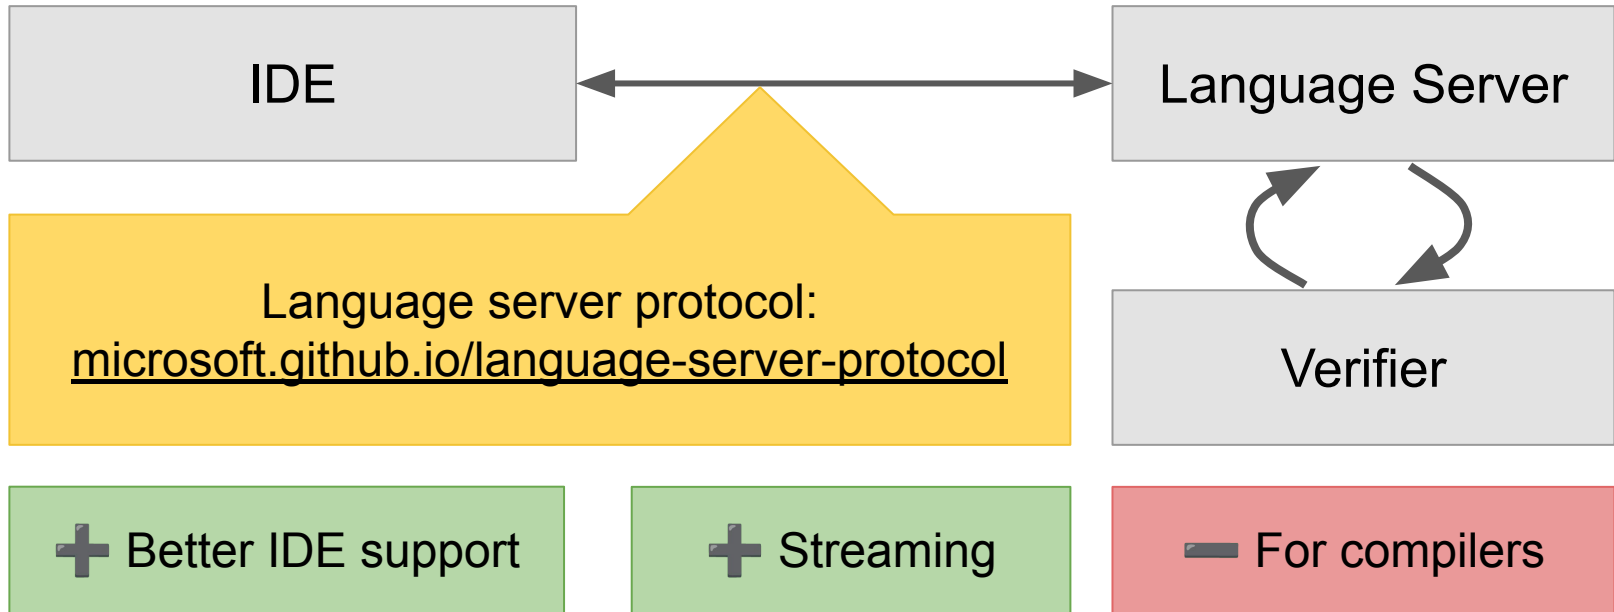 IDE
Language Server
Language server protocol:
microsoft.github.io/language-server-protocol
Verifier
➕ Better IDE support
➕ Streaming
➖ For compilers